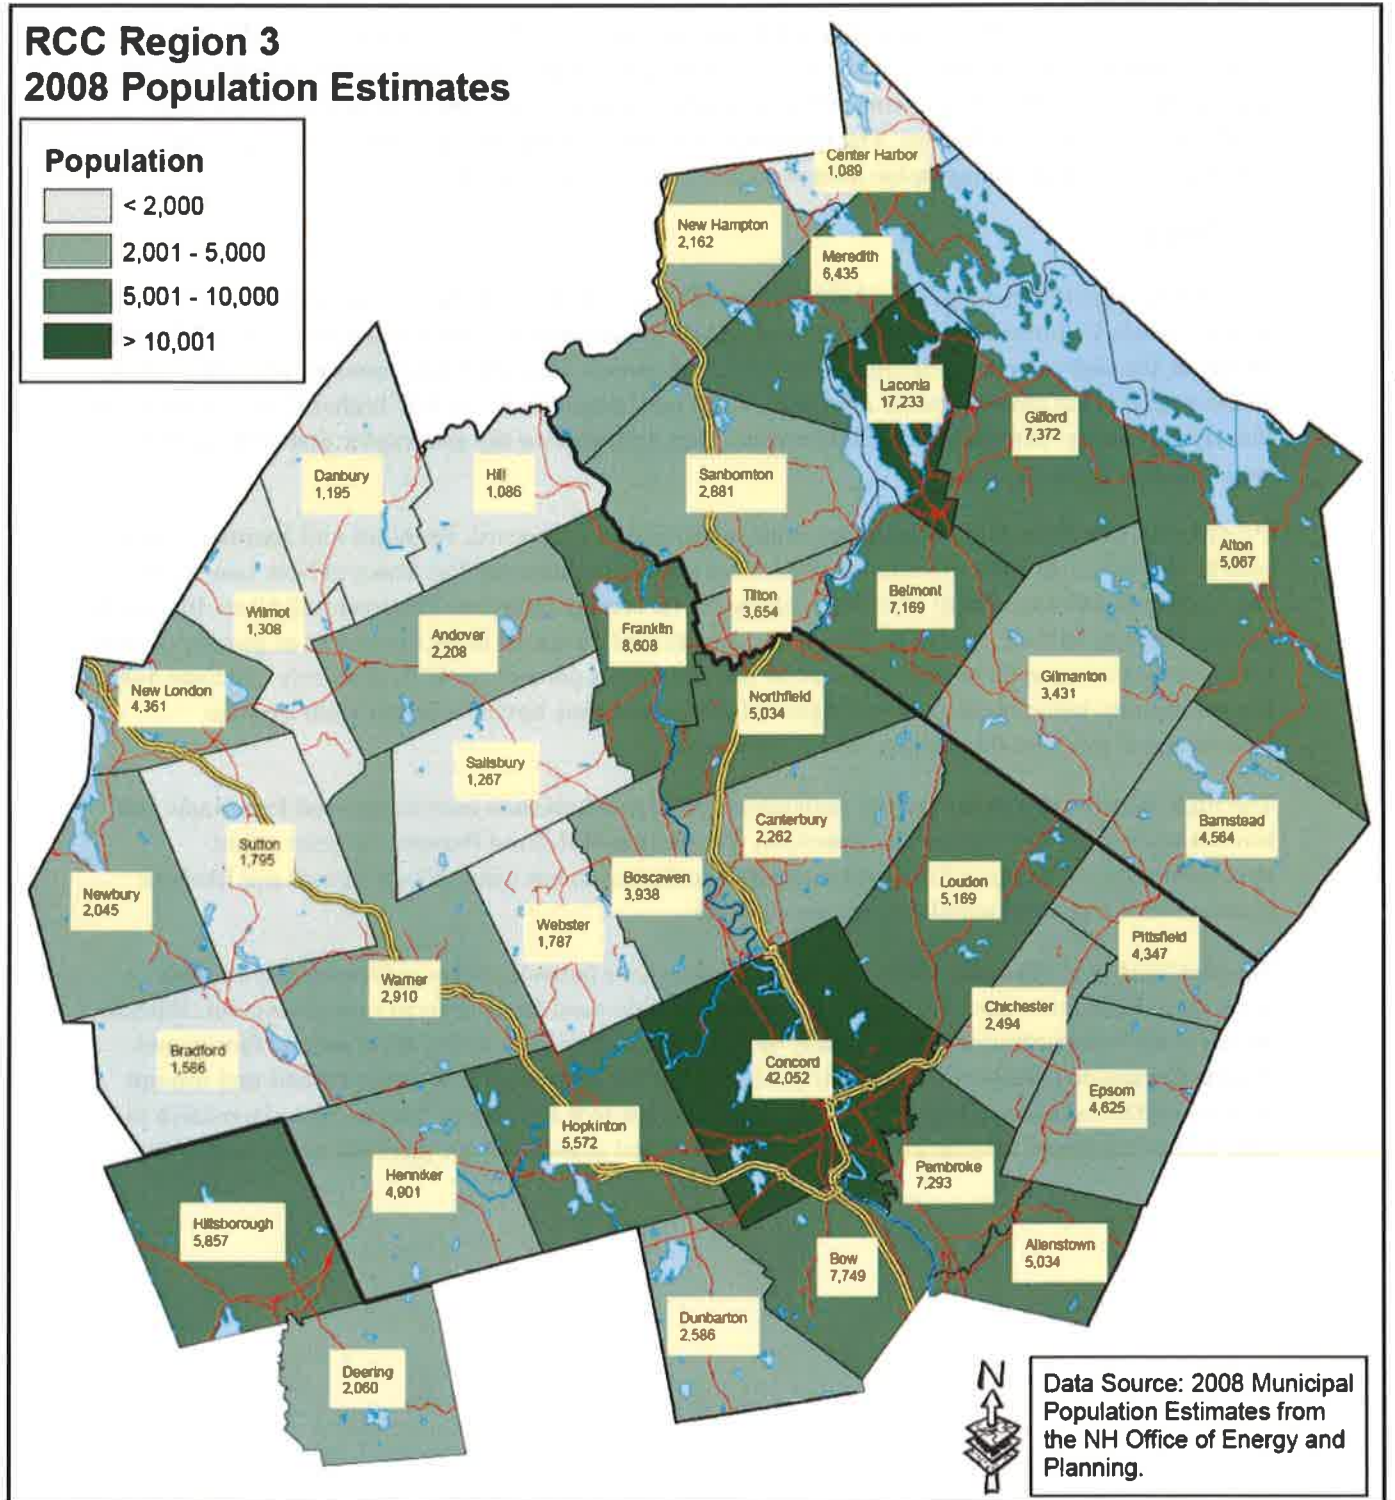 RCC Region 3
2008 Population Estimates
Population
< 2,000
2,001 - 5,000
5,001 - 10,000
> 10,001
Center Harbor
1,089
New Hampton
2,162
Meredith
6,435
Laconia
17,233
Gilford
7,372
Danbury
1,195
Hill
1,086
Sanbornton
2,881
Alton
5,067
Wilmot
1,308
Andover
2,208
Franklin
8,608
Tilton
3,654
Belmont
7,169
New London
4,361
Northfield
5,034
Gilmanton
3,431
Salisbury
1,267
Sutton
1,795
Canterbury
2,262
Barnstead
4,564
Newbury
2,045
Boscawen
3,938
Loudon
5,169
Webster
1,787
Pittsfield
4,347
Warner
2,910
Chichester
2,494
Bradford
1,586
Concord
42,052
Epsom
4,625
Hopkinton
5,572
Henniker
4,901
Pembroke
7,293
Hillsborough
5,857
Bow
7,749
Allenstown
5,034
Dunbarton
2,586
Deering
2,060
N
Data Source: 2008 Municipal
Population Estimates from
the NH Office of Energy and
Planning.